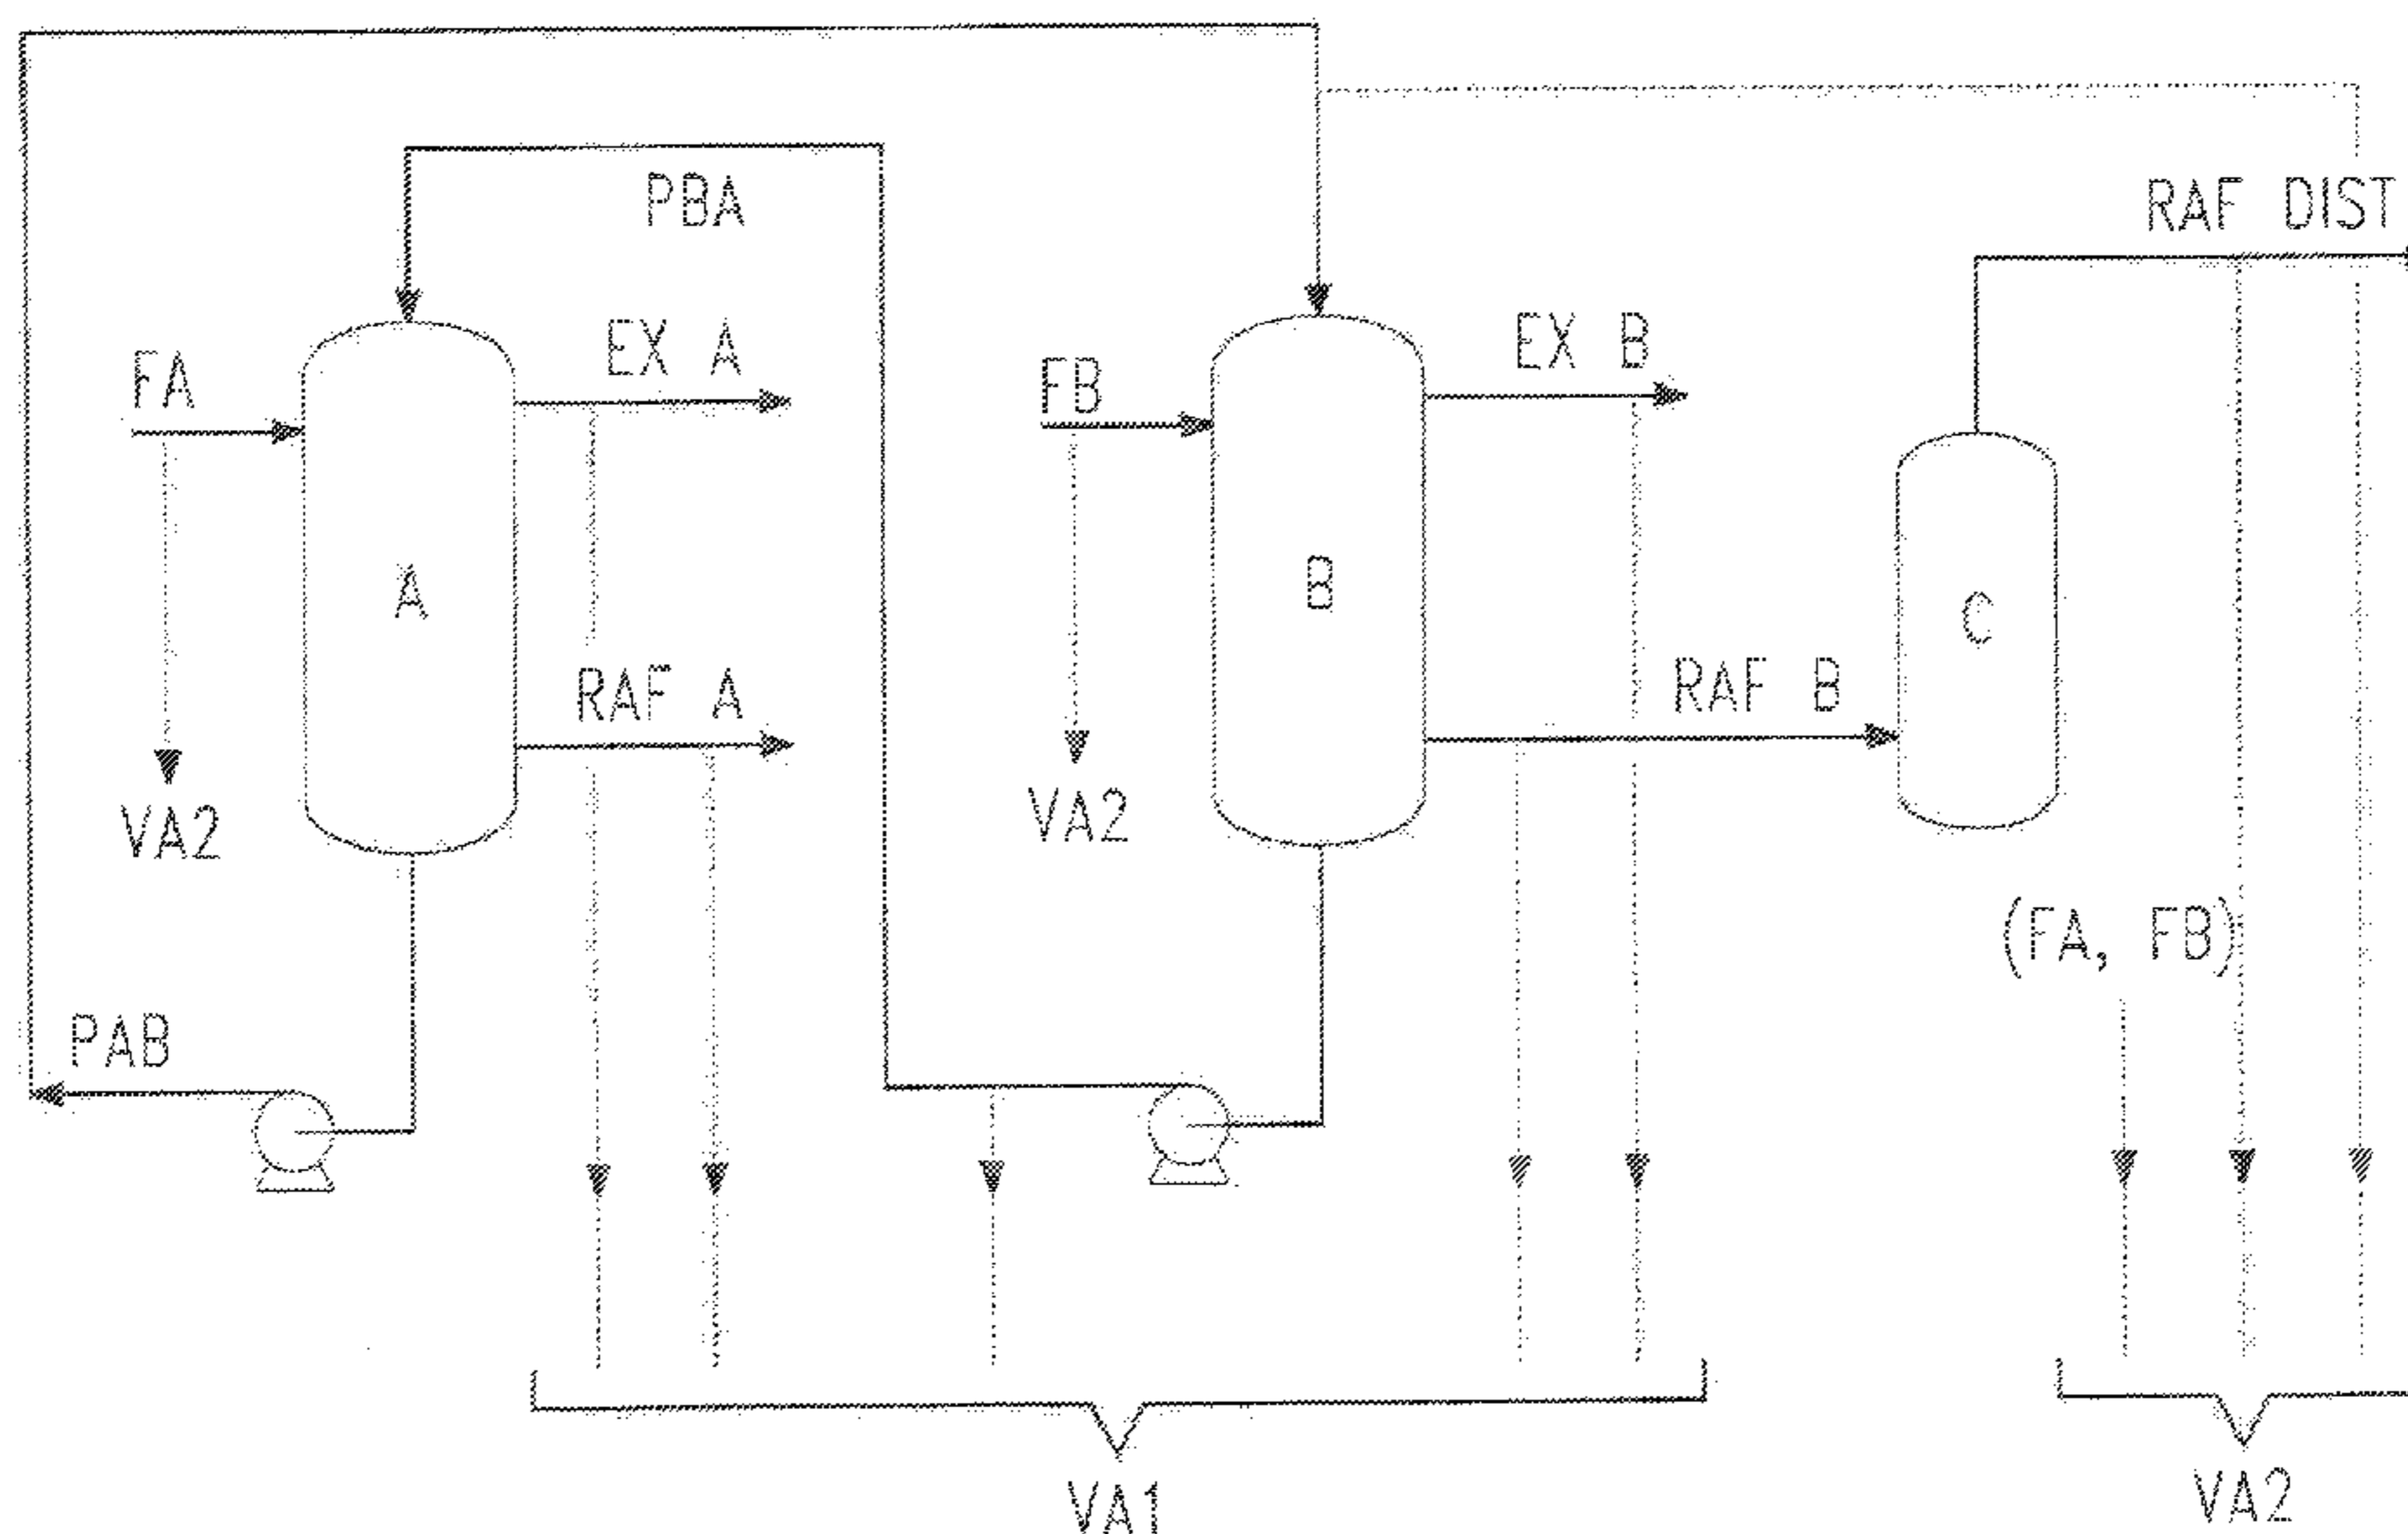 PBA
RAF DIST
EX A
EX B
FA
FB
A
B
C
RAF A
RAF B
VA2
VA2
(FA, FB)
PAB
VA1
VA2